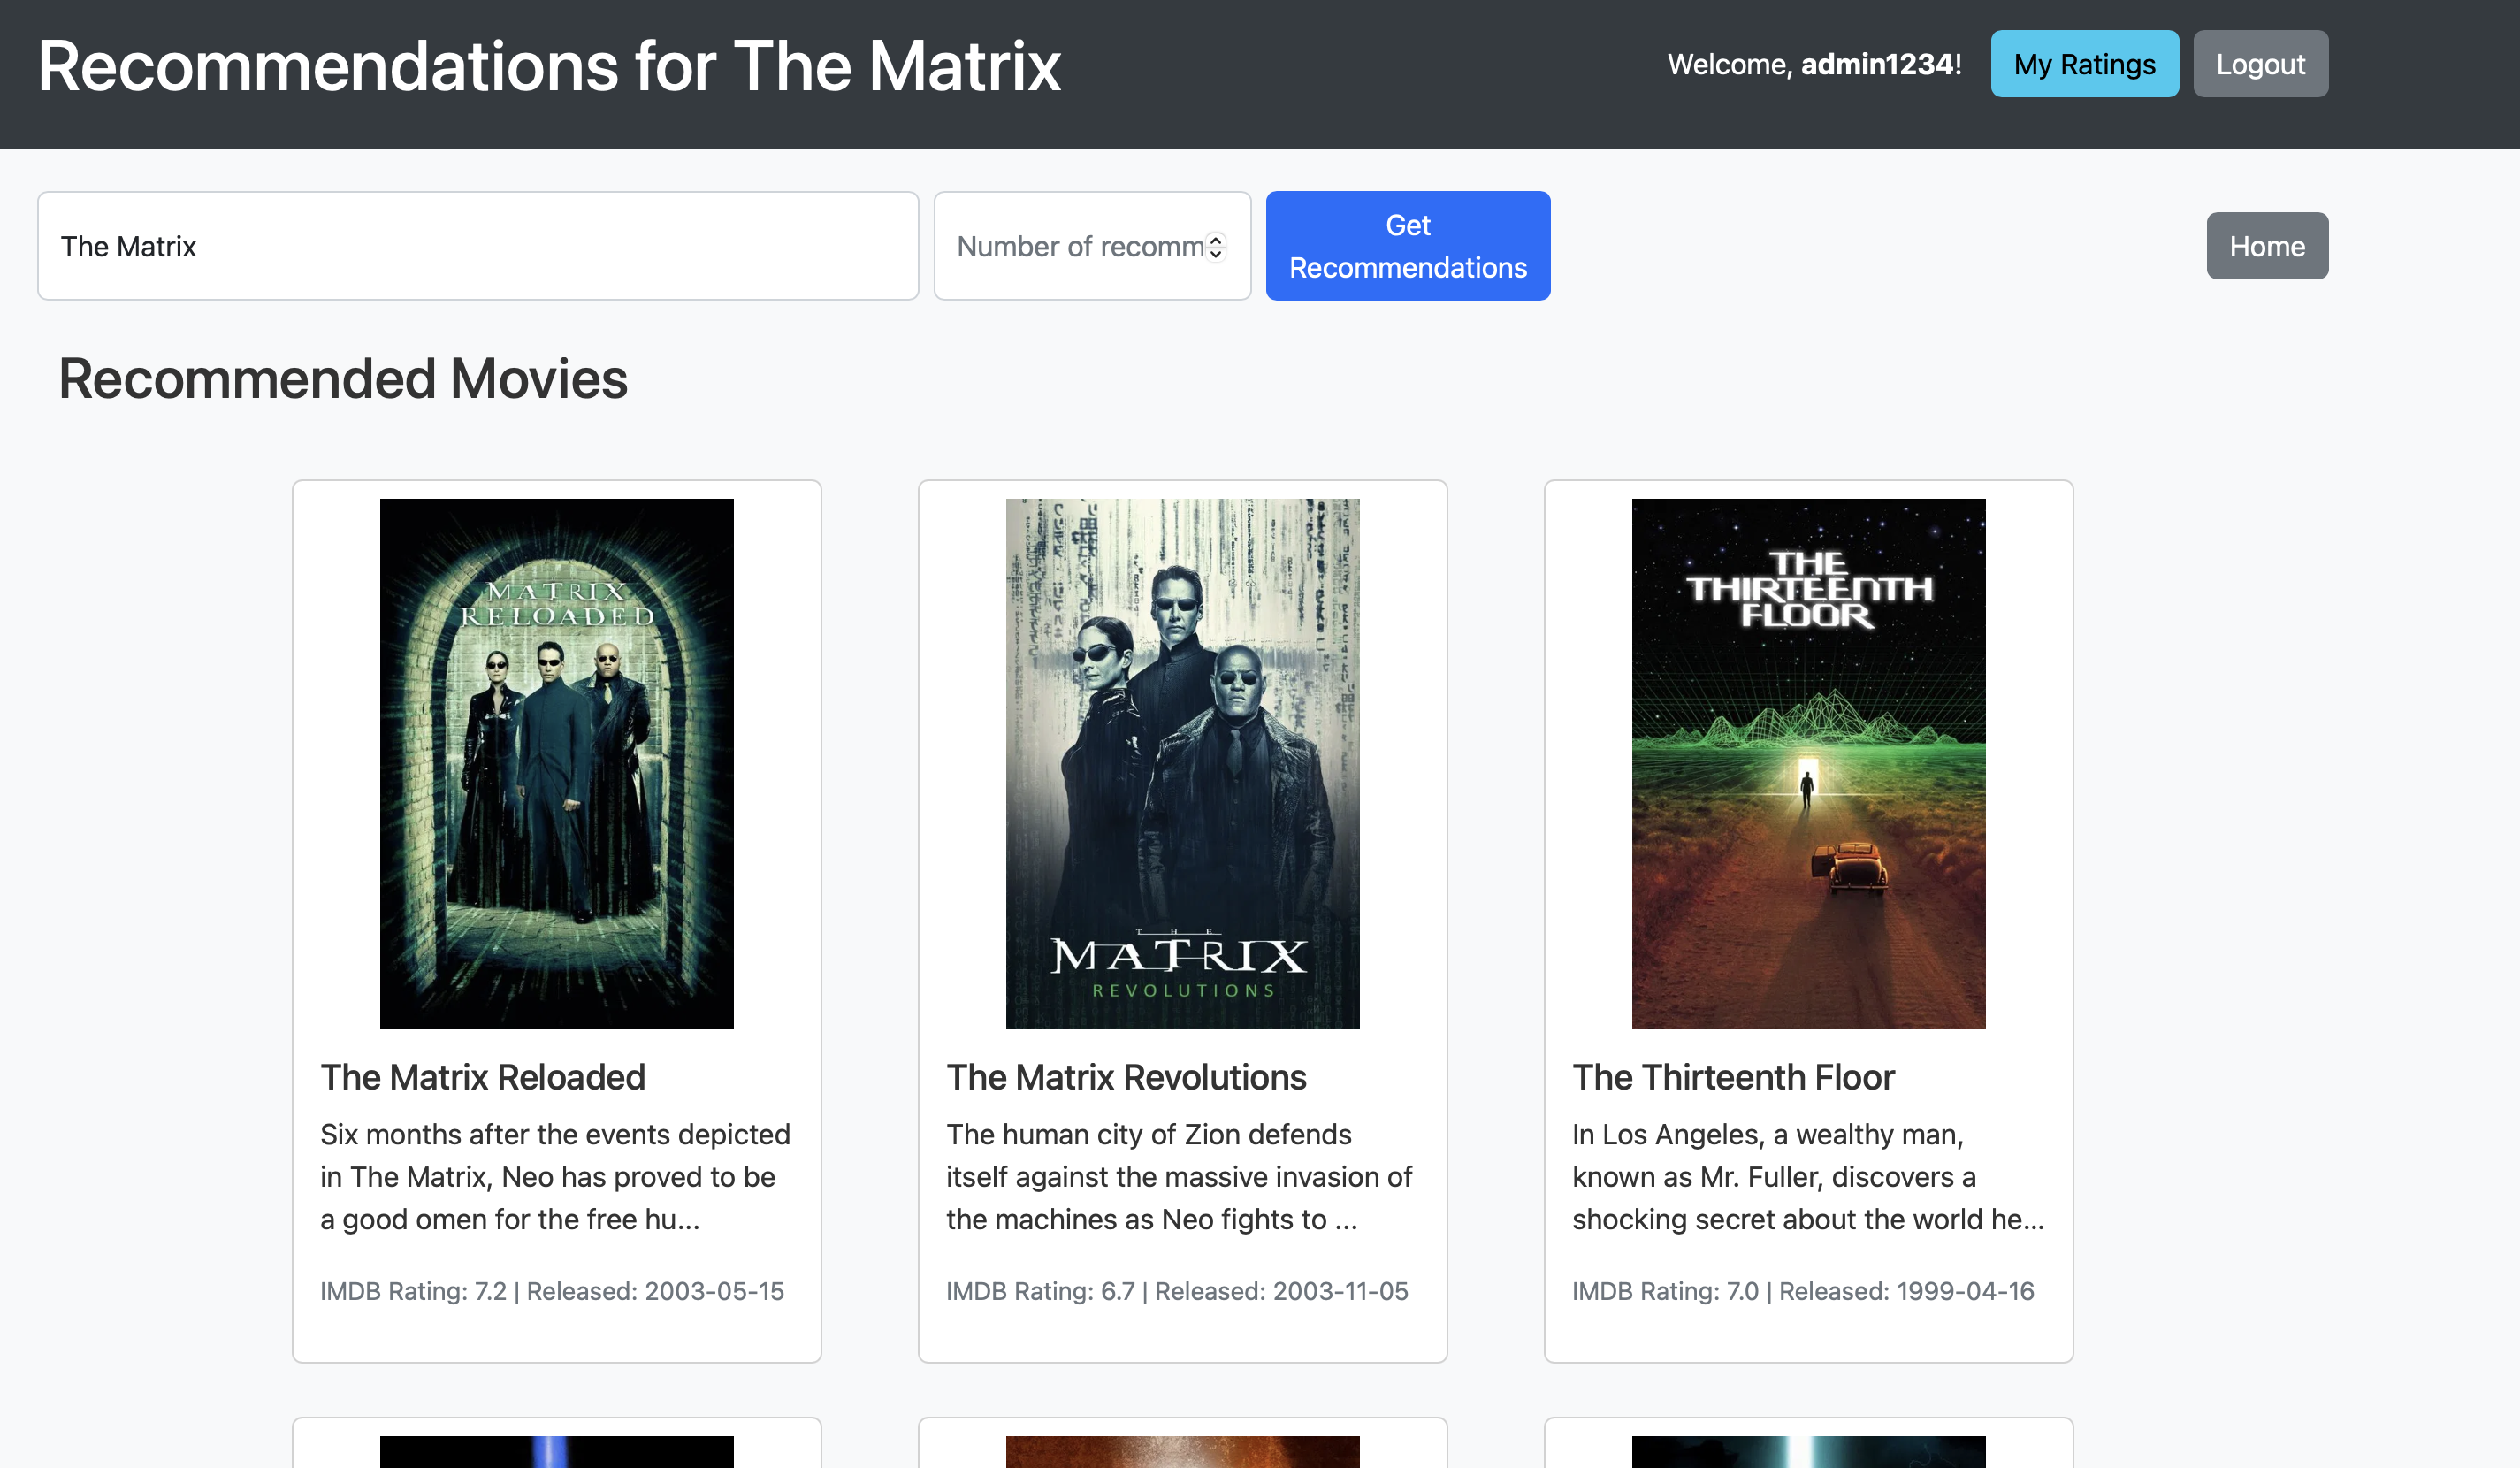 Recommendations for The Matrix
Welcome, admin1234!
My Ratings
Logout
The Matrix
Number of recomm
Get
Recommendations
Home
Recommended Movies
MATRIX
RELOADED
THE
MATRIX
REVOLUTIONS
THE
THIRTEENTH
FLOOR
The Matrix Reloaded
Six months after the events depicted
in The Matrix, Neo has proved to be
a good omen for the free hu...
IMDB Rating: 7.2 | Released: 2003-05-15
The Matrix Revolutions
The human city of Zion defends
itself against the massive invasion of
the machines as Neo fights to ...
IMDB Rating: 6.7 | Released: 2003-11-05
The Thirteenth Floor
In Los Angeles, a wealthy man,
known as Mr. Fuller, discovers a
shocking secret about the world he...
IMDB Rating: 7.0 | Released: 1999-04-16